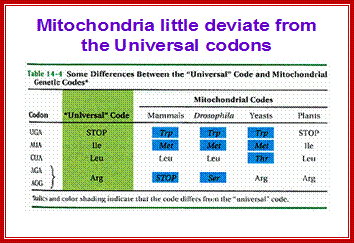 Mitochondria little deviate from
the Universal codons
Table 14-4 Some Differences Between the "Universal" Code and Mitochondrial
Genetic Codes*
Mitochondrial Codes
Codon "Universal" Code Mammals Drosophila Yeasts Plants
UGA STOP Trp Trp Trp STOP
AUA Ile Met Met Met Ile
CUA Leu Leu Leu Thr Leu
AGA
AGG } Arg STOP Ser Arg Arg
*Italics and color shading indicate that the code differs from the "universal" code.